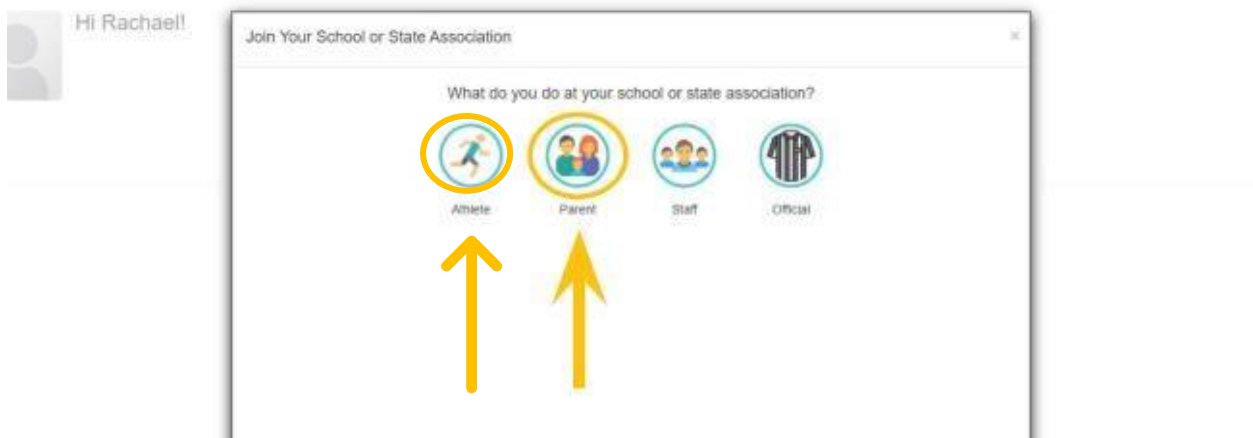 Hi Rachael!
Join Your School or State Association
×
What do you do at your school or state association?
Athlete Parent Staff Official